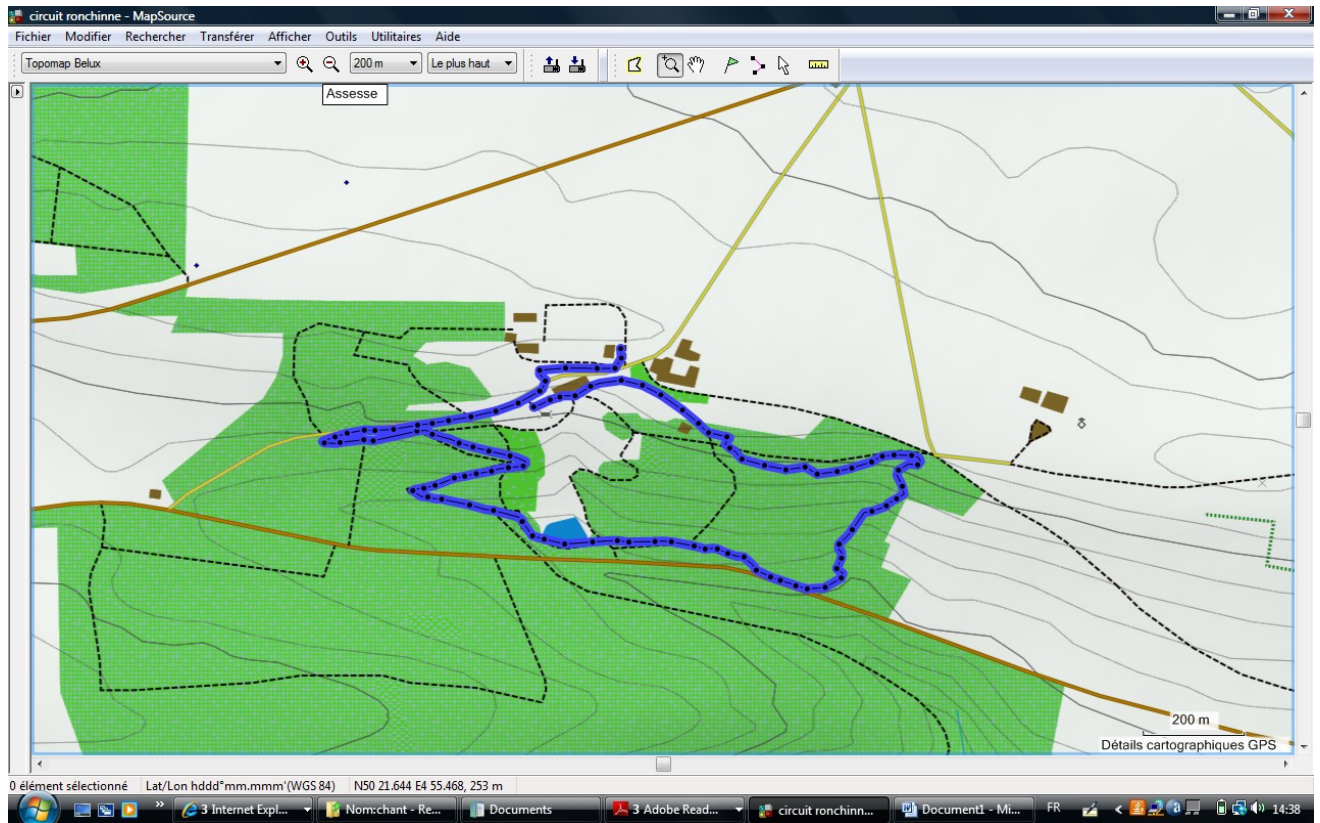 circuit ronchinne - MapSource
Fichier Modifier Rechercher Transférer Afficher Outils Utilitaires Aide
Topomap Belux 200 m Le plus haut
Assesse
200 m
Détails cartographiques GPS
0 élément sélectionné Lat/Lon hddd°mm.mmm'(WGS 84) N50 21.644 E4 55.468, 253 m
3 Internet Expl... Nom:chant - Re... Documents 3 Adobe Read... circuit ronchinn... Document1 - Mi... FR 14:38